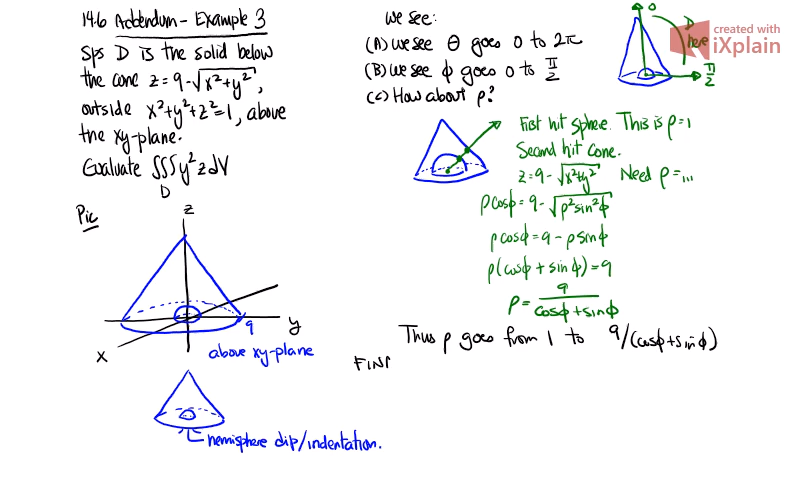 14.6 Addendum - Example 3
Sps D is the solid below
the cone z = 9 - √(x²+y²),
outside x²+y²+z²=1, above
the xy-plane.
Evaluate ∭ y² z dV
D
Pic
z
9
y
x
above xy-plane
hemisphere dip/indentation.
We see:
(A) We see θ goes 0 to 2π
(B) We see φ goes 0 to π/2
(C) How about ρ?
0
D
here
π/2
created with
iXplain
First hit sphere. This is ρ=1
Second hit cone.
z = 9 - √(x²+y²) Need ρ=...
ρcosφ = 9 - √(ρ²sin²φ)
ρcosφ = 9 - ρsinφ
ρ(cosφ + sinφ) = 9
ρ = 9/(cosφ+sinφ)
Thus ρ goes from 1 to 9/(cosφ+sinφ)
FINA